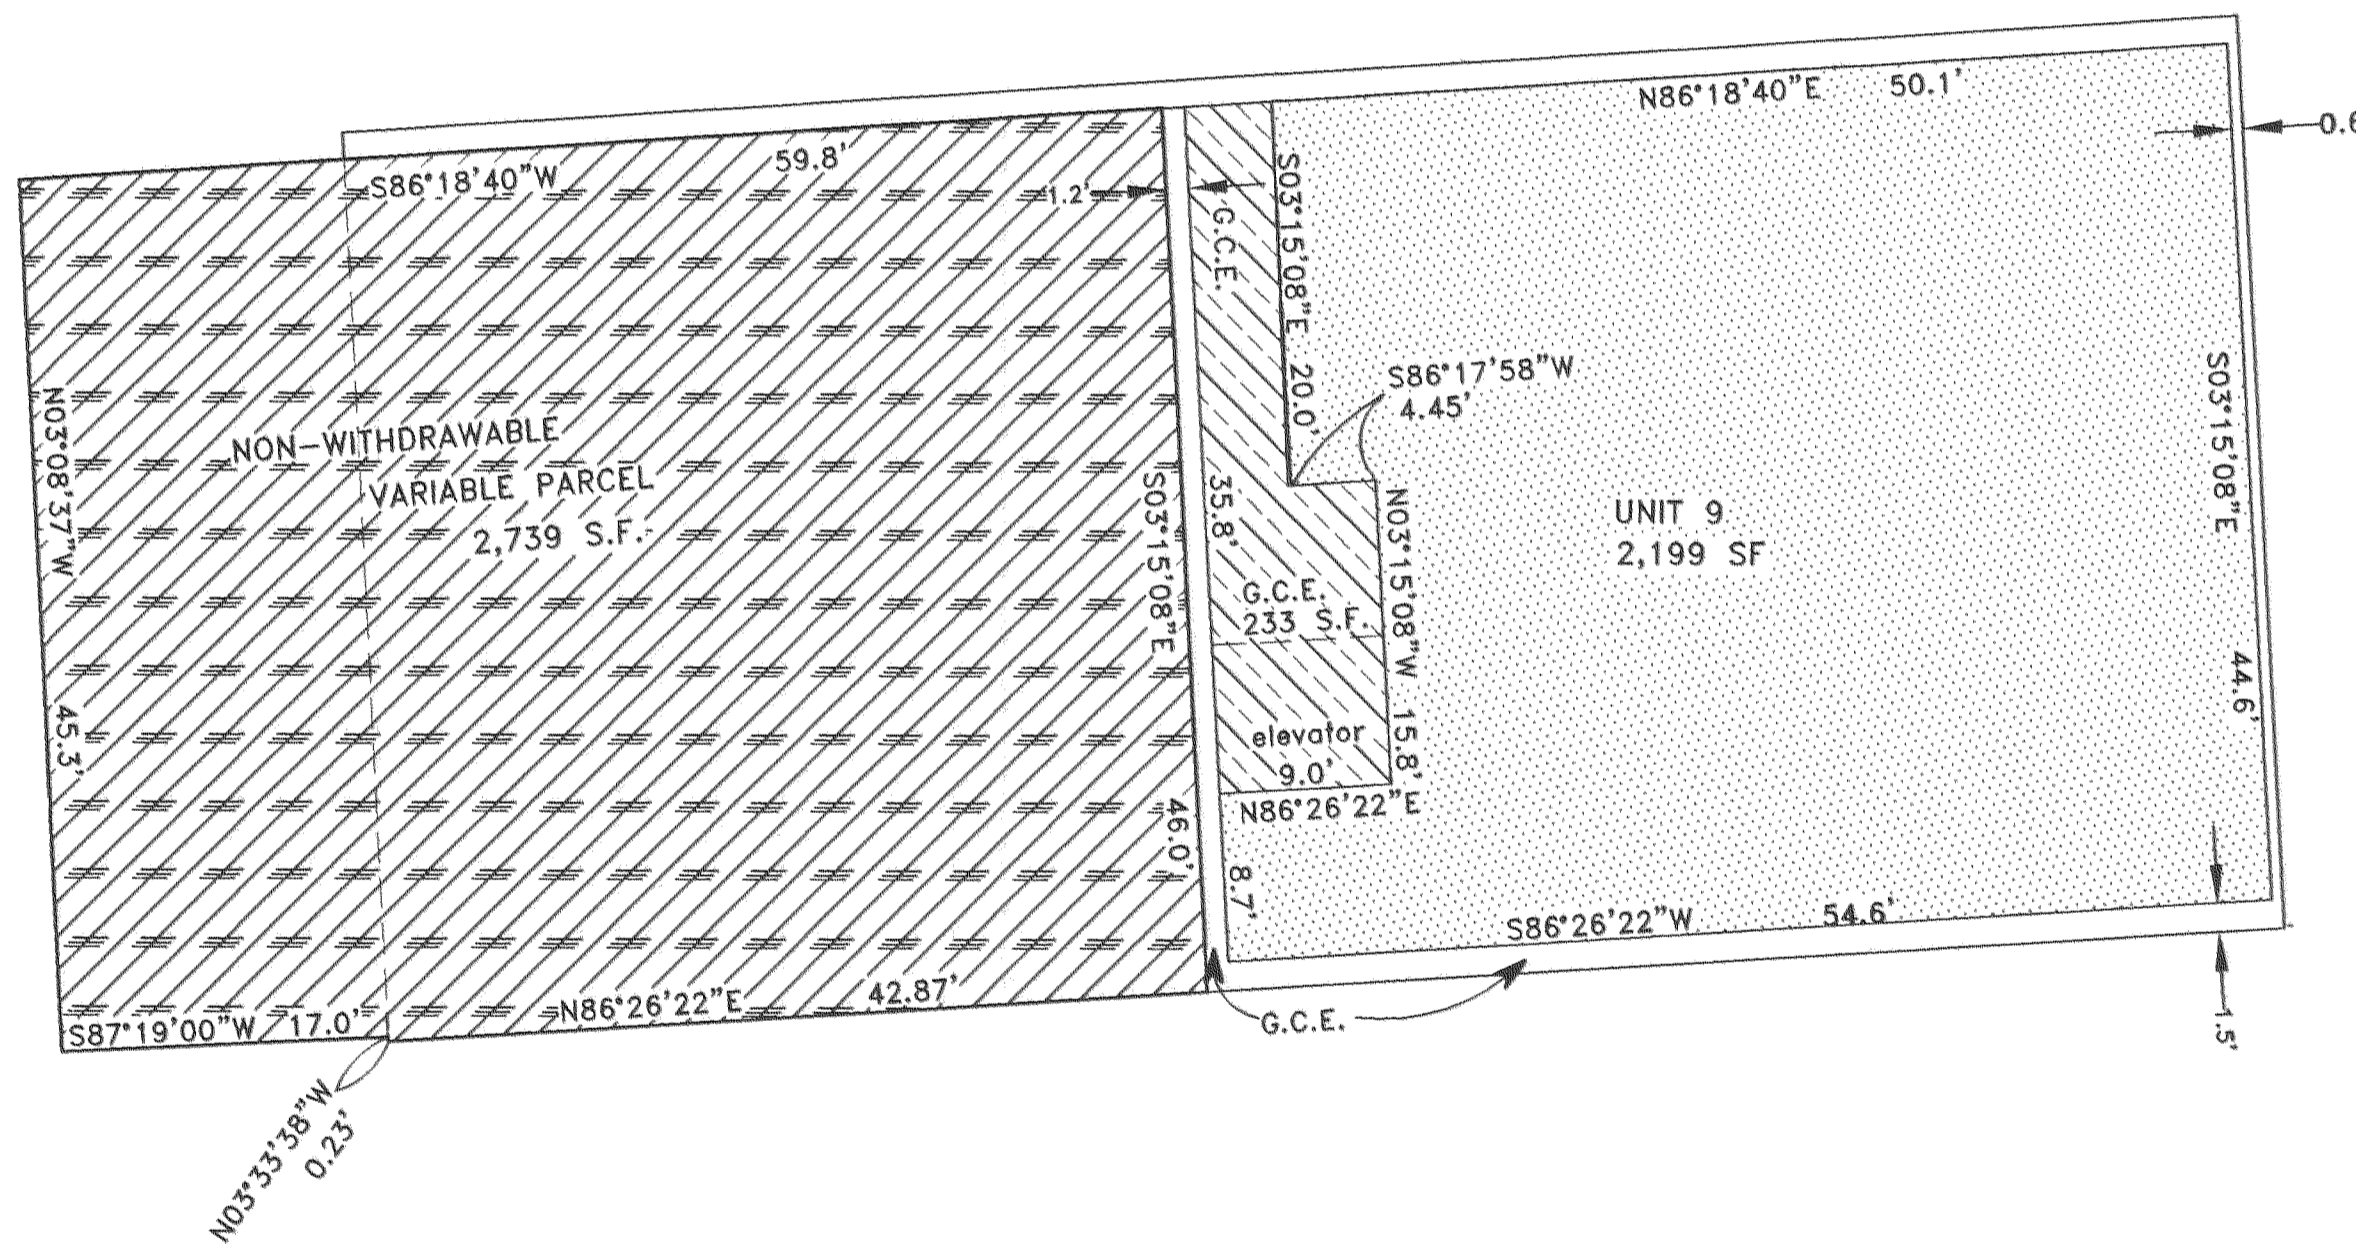 N86°18'40"E 50.1'
0.6
S86°18'40"W 59.8'
1.2'
G.C.E.
S03°15'08"E 20.0'
S86°17'58"W
4.45'
S03°15'08"E 44.6'
N03°08'37"W 45.3'
NON-WITHDRAWABLE
VARIABLE PARCEL
2,739 S.F.
S03°15'08"E 46.0'
35.8'
N03°15'08"W 15.8'
UNIT 9
2,199 SF
G.C.E.
233 S.F.
elevator
9.0'
N86°26'22"E
8.7'
S86°26'22"W 54.6'
N86°26'22"E 42.87'
S87°19'00"W 17.0'
G.C.E.
1.5'
N03°33'38"W
0.23'